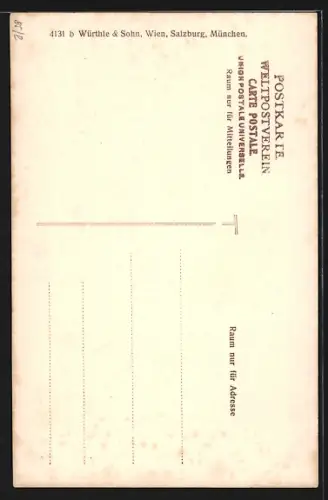 4131 b Würthle & Sohn, Wien, Salzburg, München.
POSTKARTE
WELTPOSTVEREIN
CARTE POSTALE
UNION POSTALE UNIVERSELLE.
Raum nur für Mitteilungen
Raum nur für Adresse